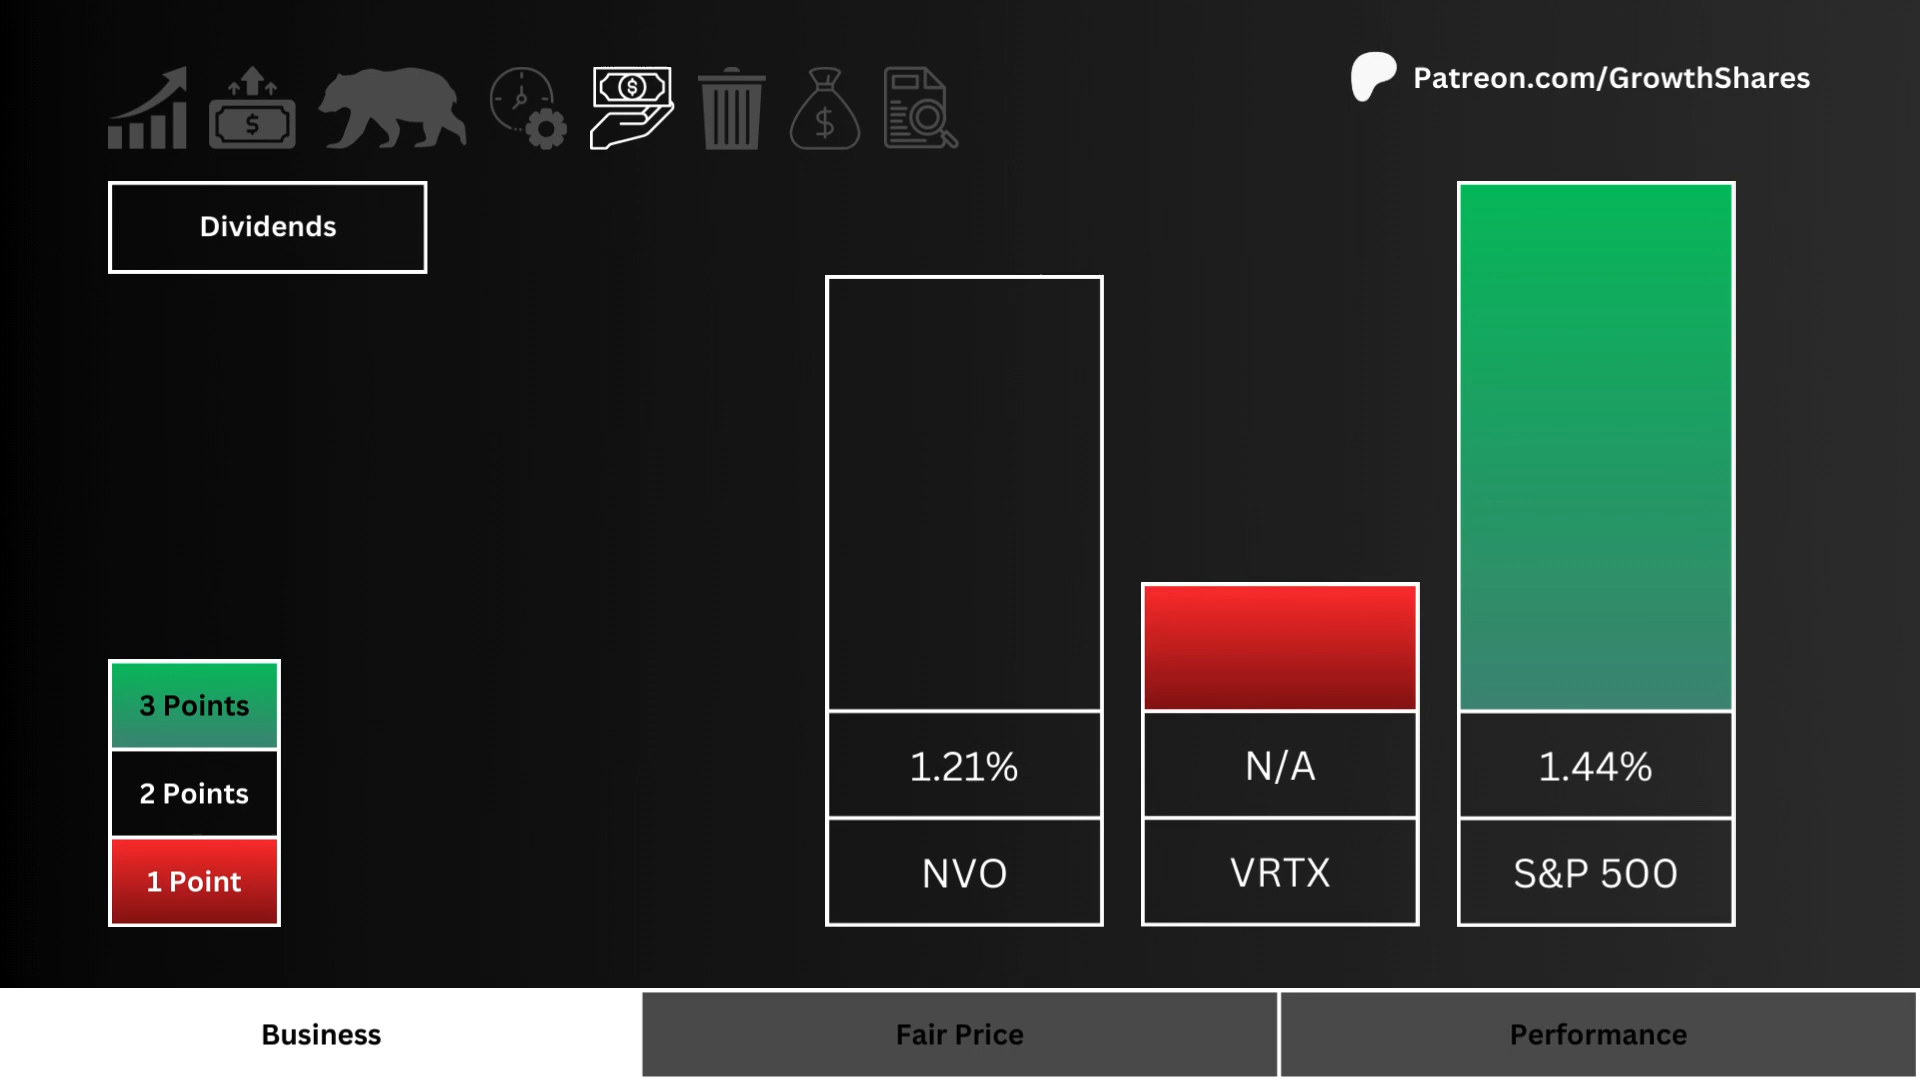 Patreon.com/GrowthShares
$
$
$
$
Dividends
3 Points
2 Points
1 Point
1.21%
N/A
1.44%
NVO
VRTX
S&P 500
Business
Fair Price
Performance